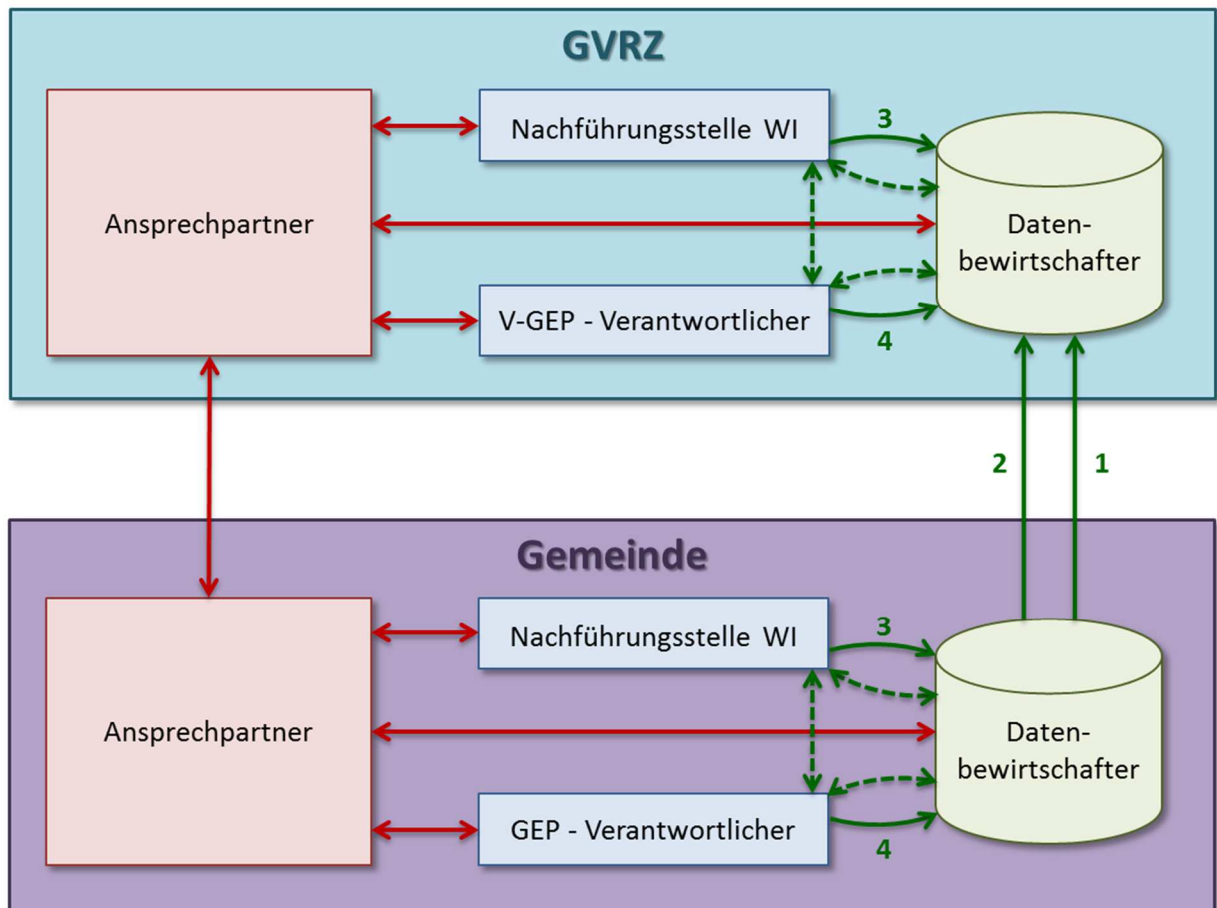 GVRZ
Nachführungsstelle WI
3
Ansprechpartner
Daten-
bewirtschafter
V-GEP - Verantwortlicher
4
2
1
Gemeinde
Nachführungsstelle WI
3
Ansprechpartner
Daten-
bewirtschafter
GEP - Verantwortlicher
4